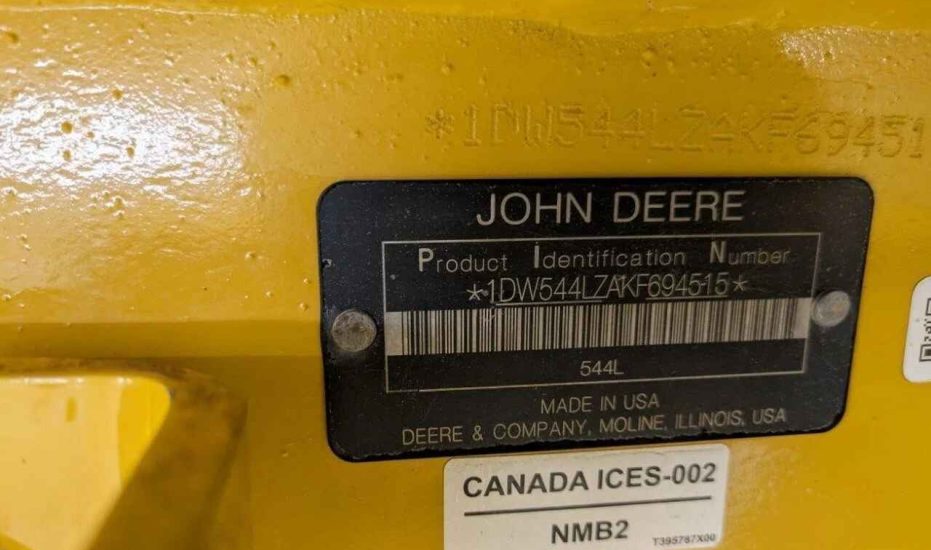 *1DW544LZAKF69451
JOHN DEERE
Product Identification Number
*1DW544LZAKF694515*
544L
MADE IN USA
DEERE & COMPANY, MOLINE, ILLINOIS, USA
CANADA ICES-002
NMB2
T395787X00